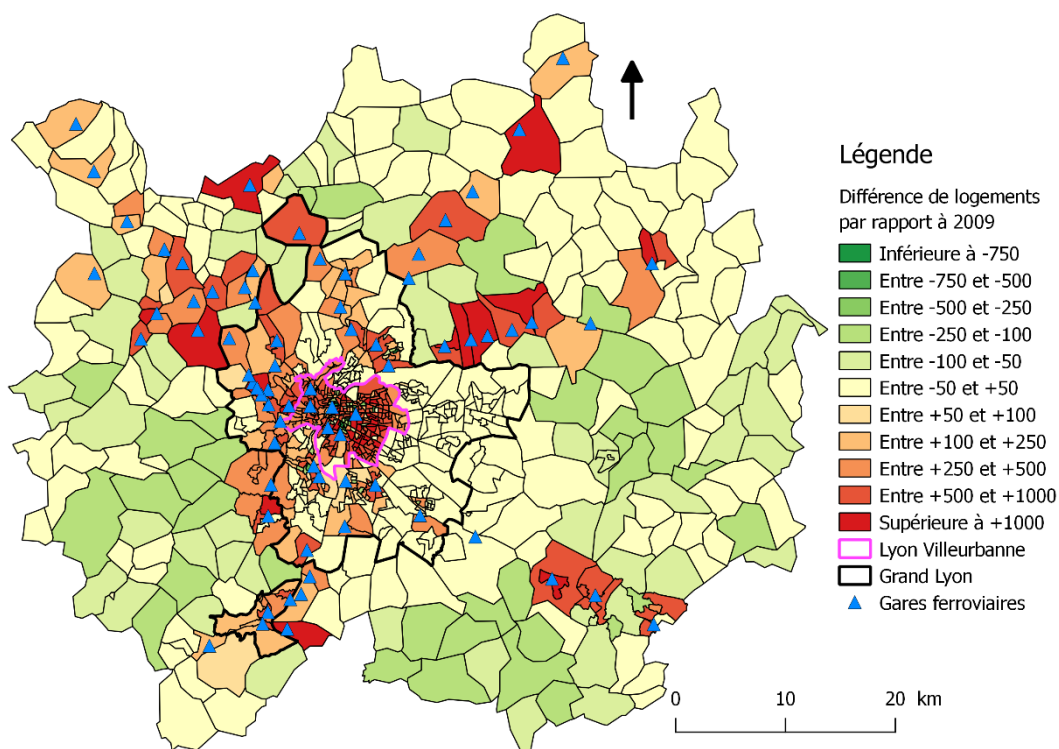 Légende
Différence de logements
par rapport à 2009
Inférieure à -750
Entre -750 et -500
Entre -500 et -250
Entre -250 et -100
Entre -100 et -50
Entre -50 et +50
Entre +50 et +100
Entre +100 et +250
Entre +250 et +500
Entre +500 et +1000
Supérieure à +1000
Lyon Villeurbanne
Grand Lyon
Gares ferroviaires
0 10 20 km